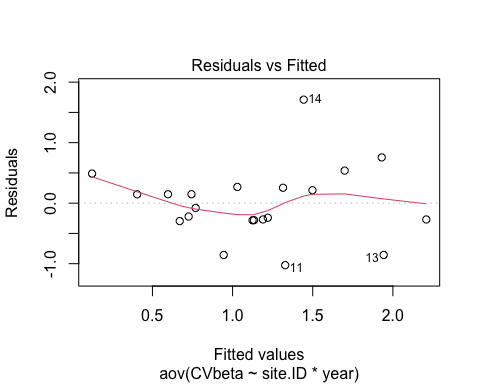 Residuals vs Fitted
2.0
1.0
0.0
-1.0
Residuals
14
11
13
0.5 1.0 1.5 2.0
Fitted values
aov(CVbeta ~ site.ID * year)